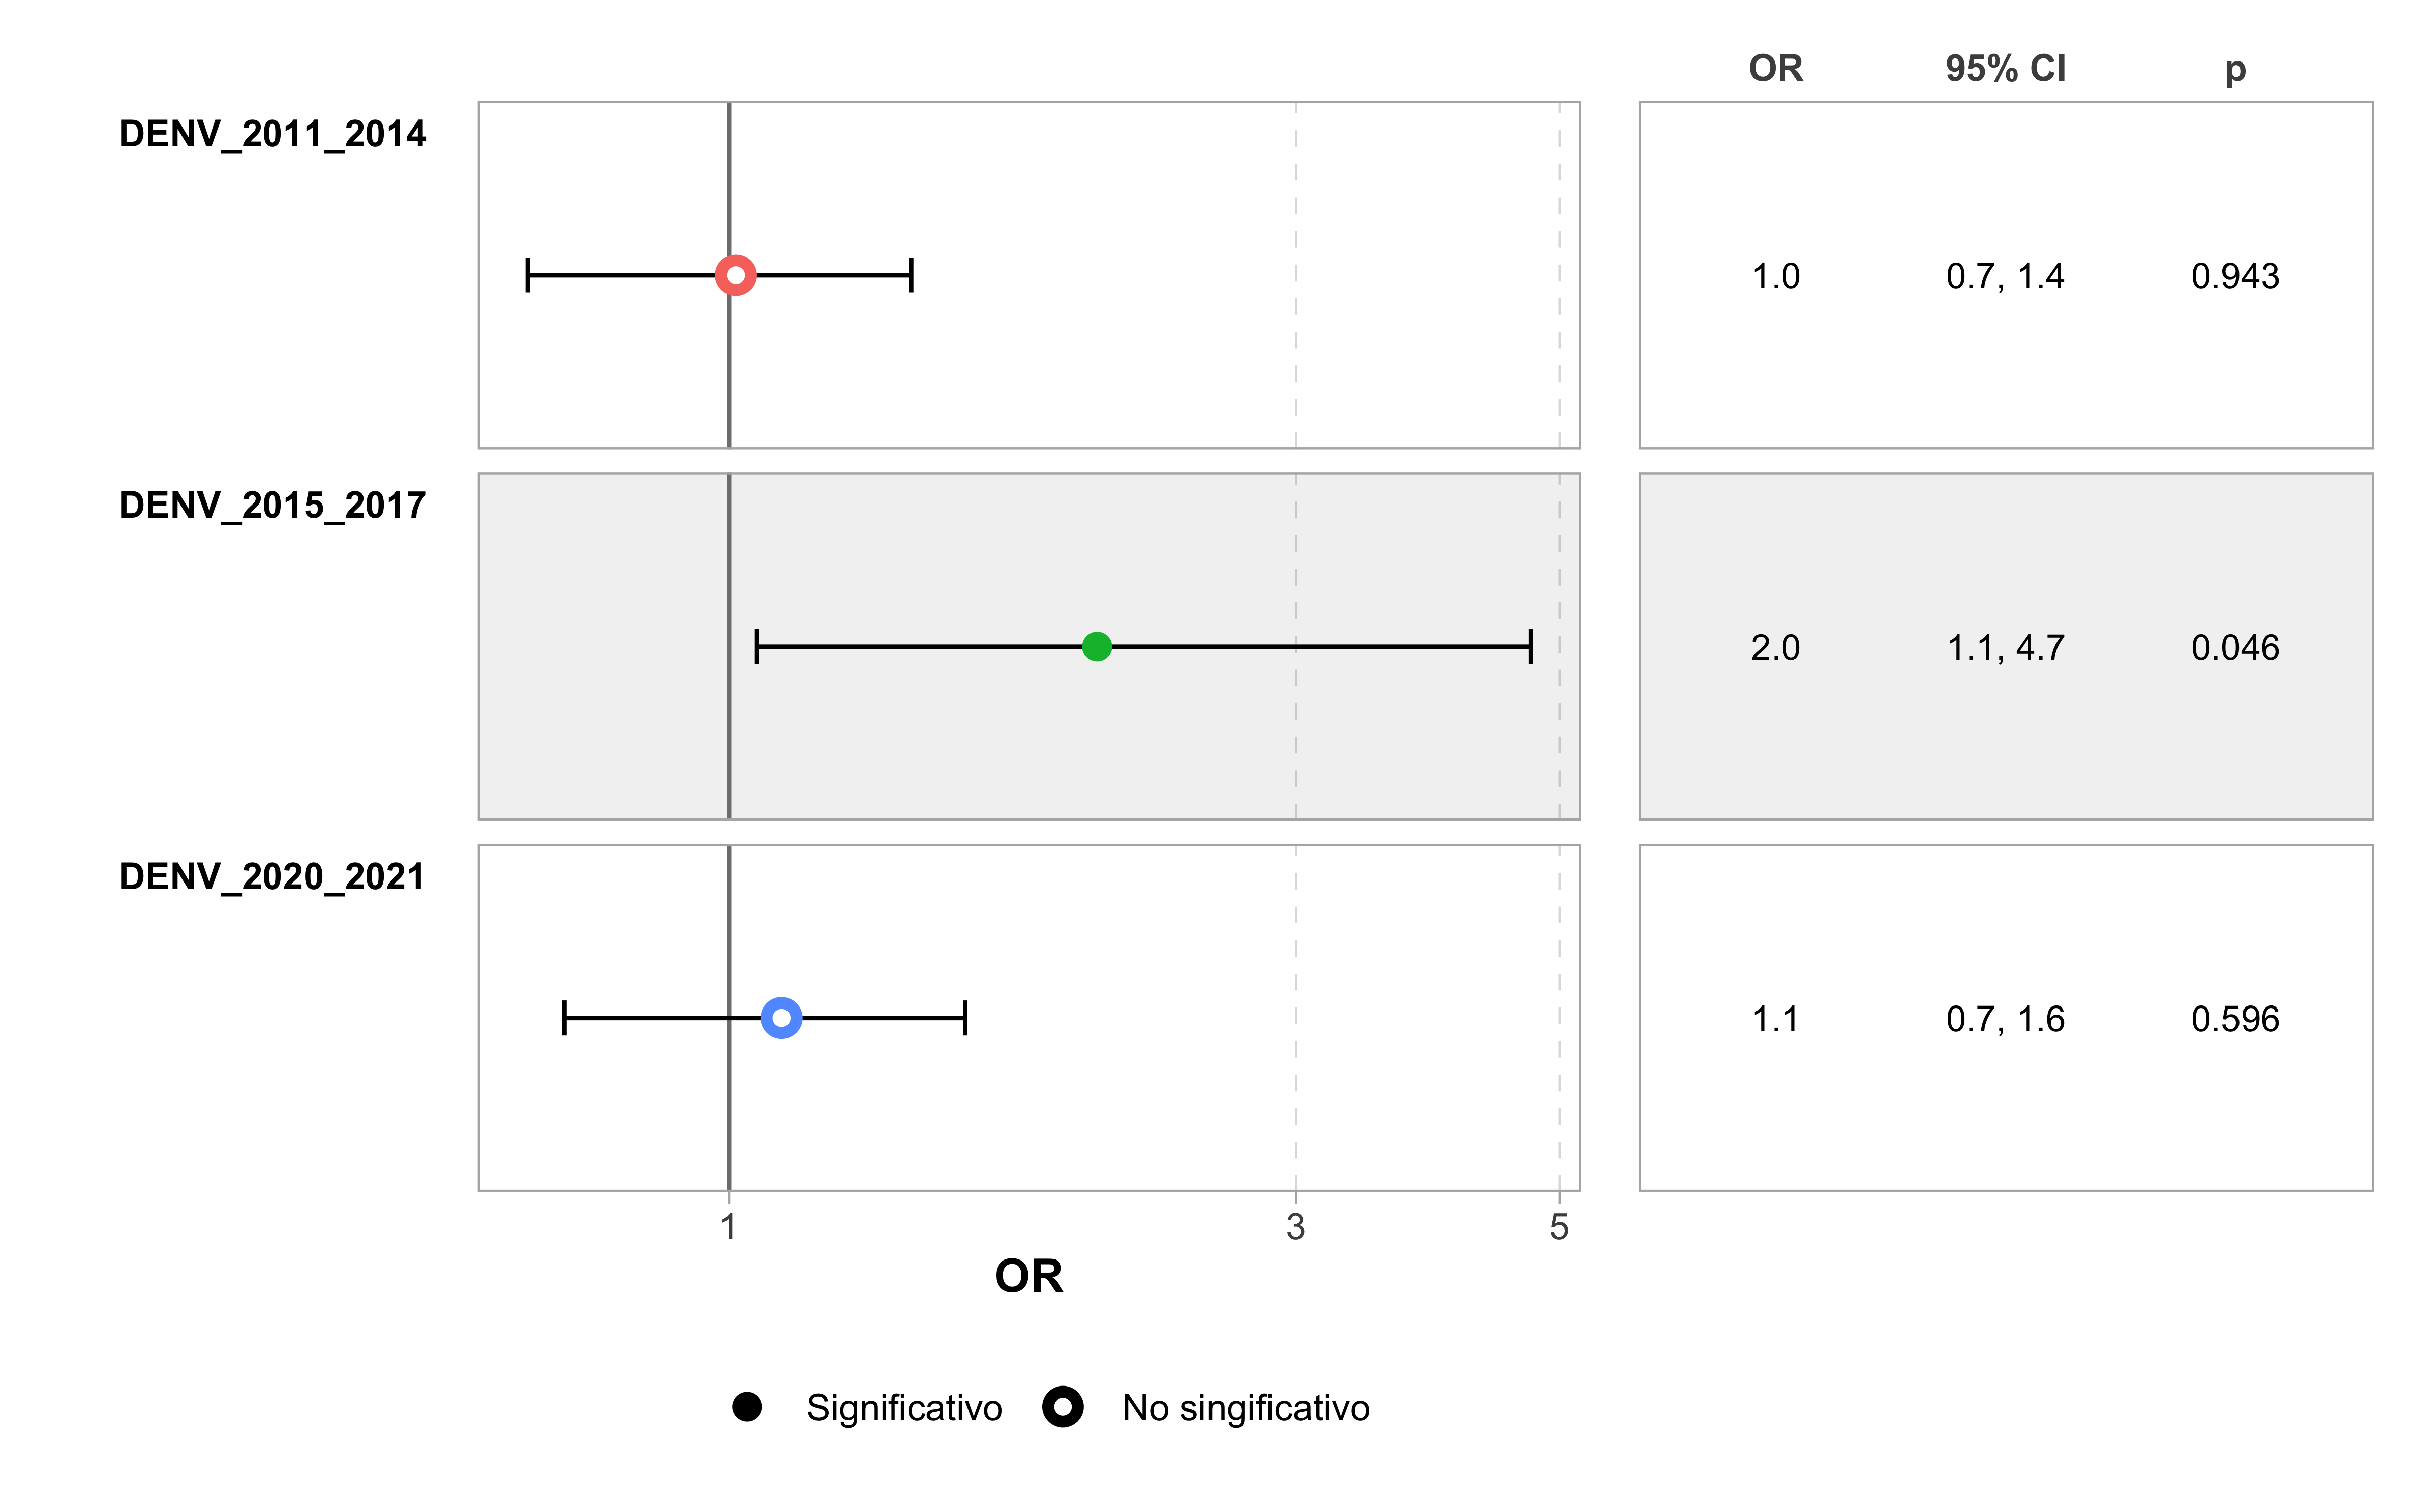 OR 95% CI p
DENV_2011_2014
1.0 0.7, 1.4 0.943
DENV_2015_2017
2.0 1.1, 4.7 0.046
DENV_2020_2021
1.1 0.7, 1.6 0.596
1 3 5
OR
Significativo No singificativo